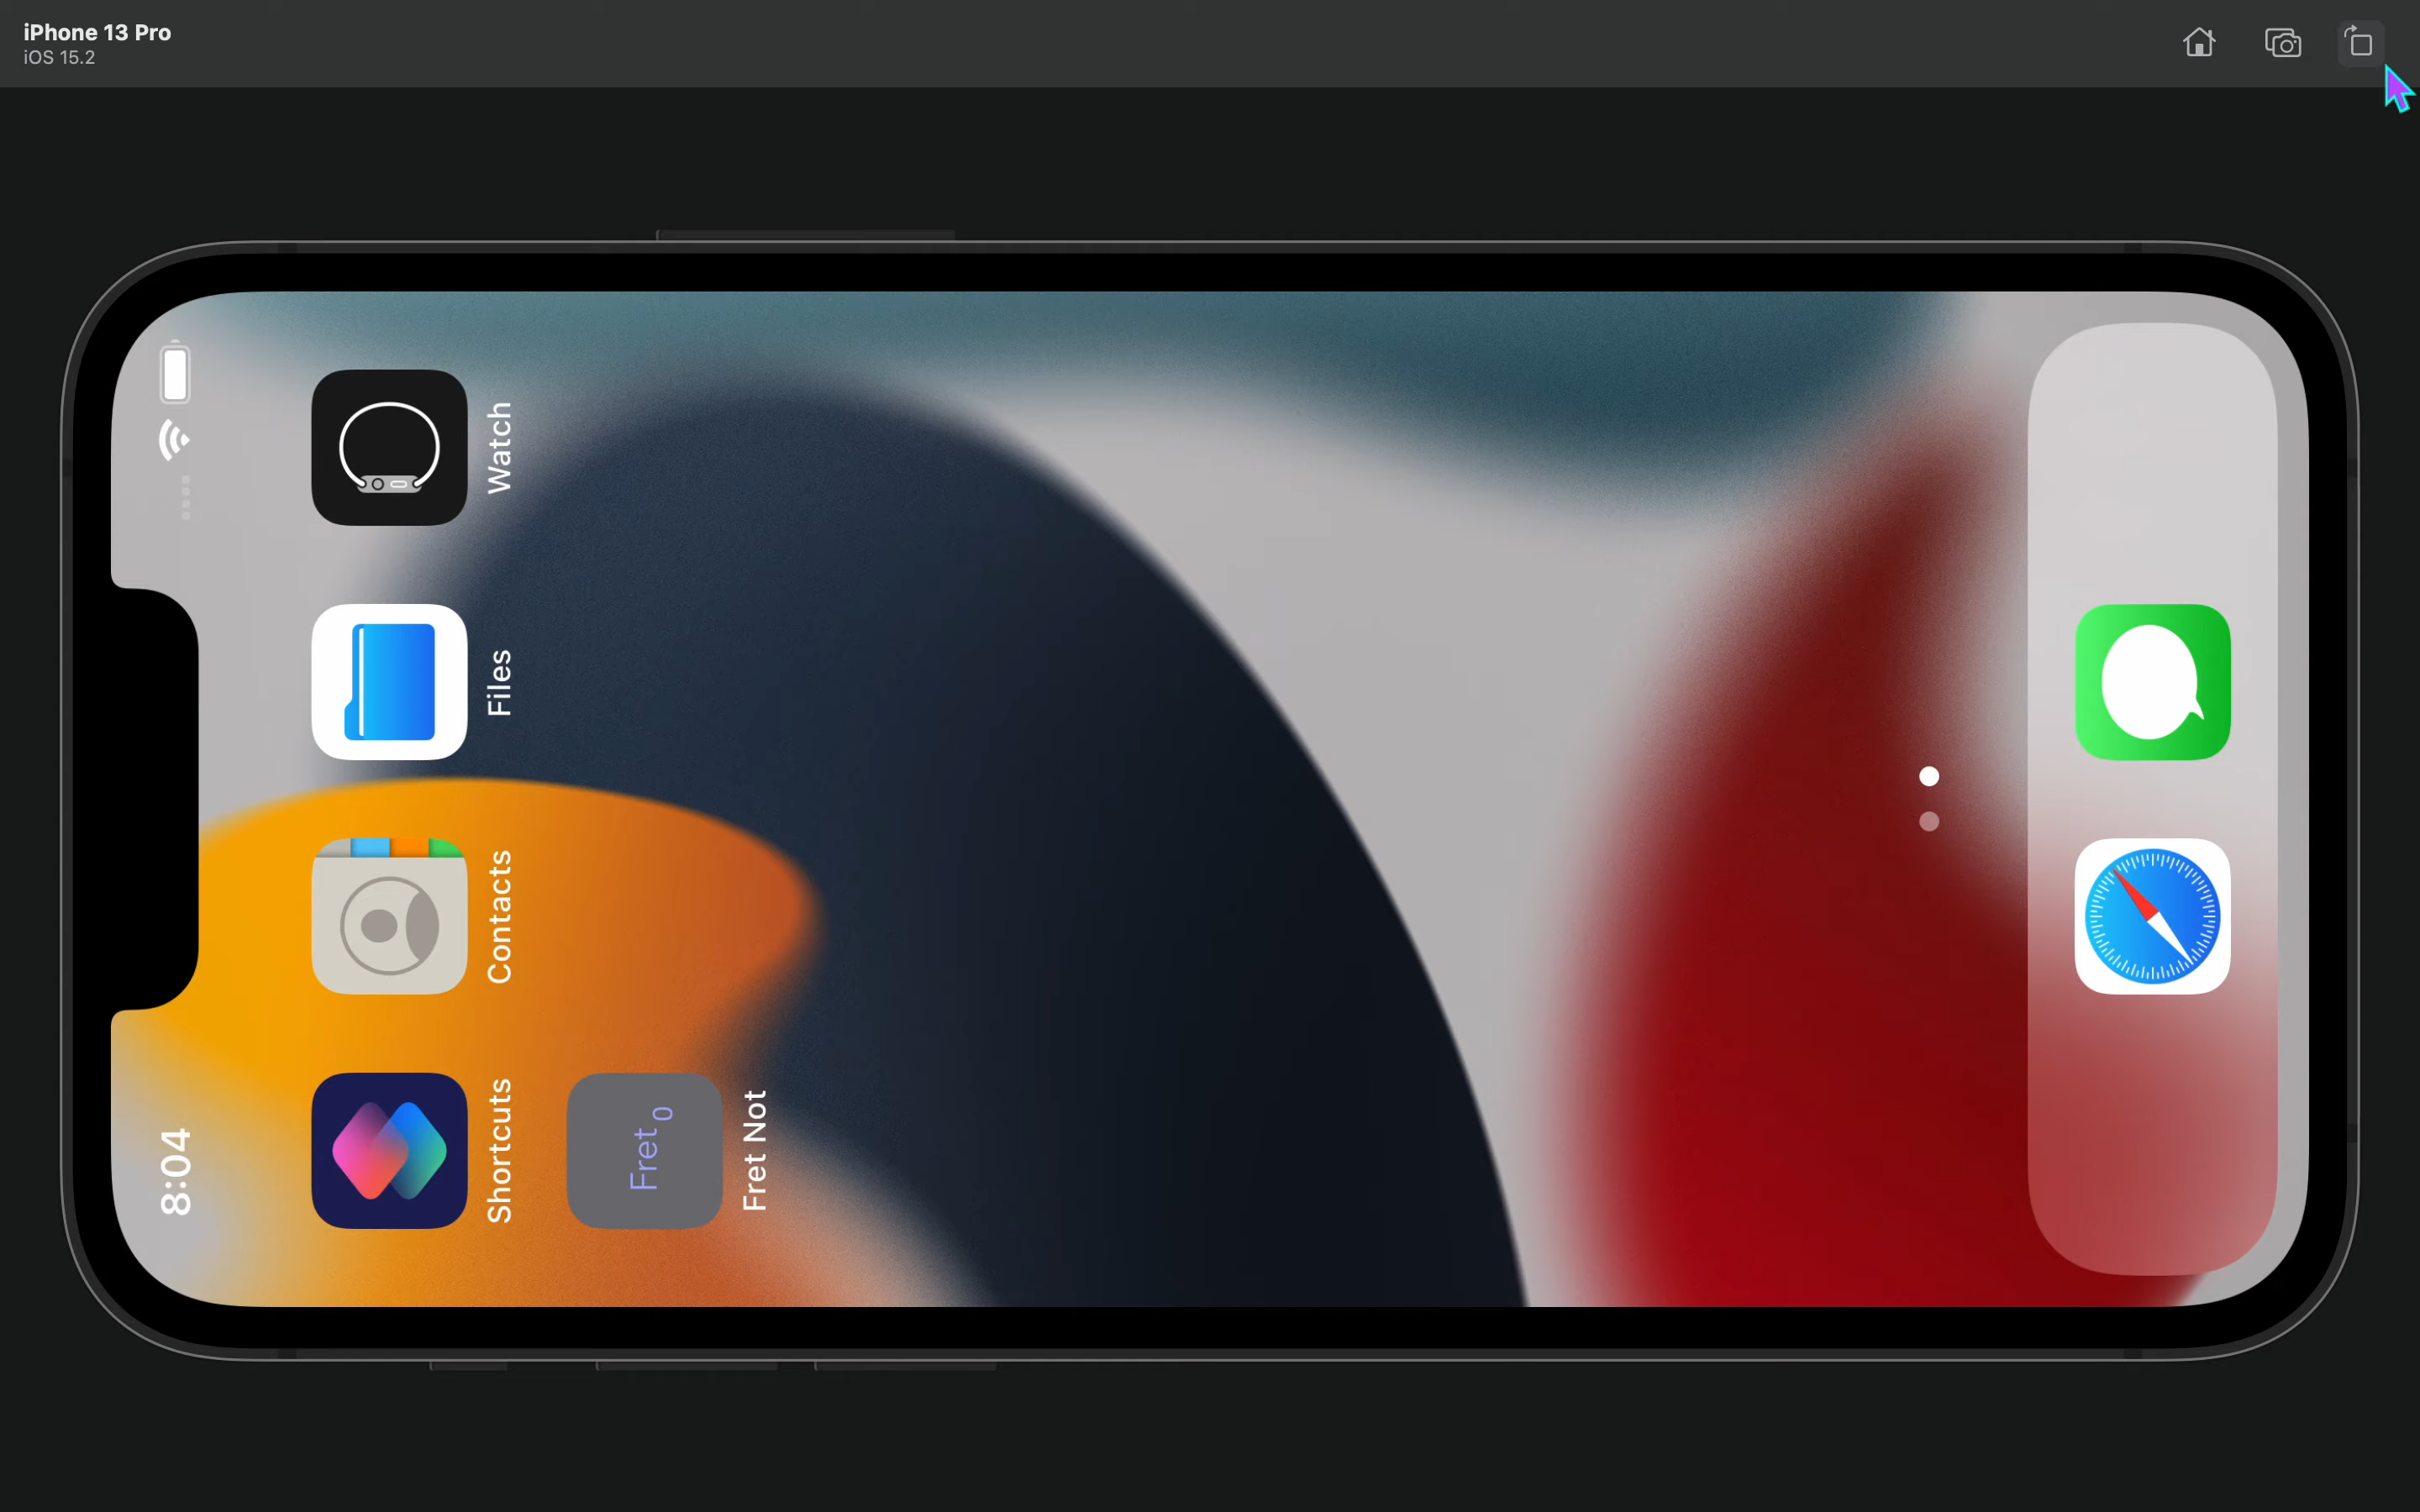 iPhone 13 Pro
iOS 15.2
8:04
Shortcuts
Contacts
Files
Watch
Fret
0
Fret Not